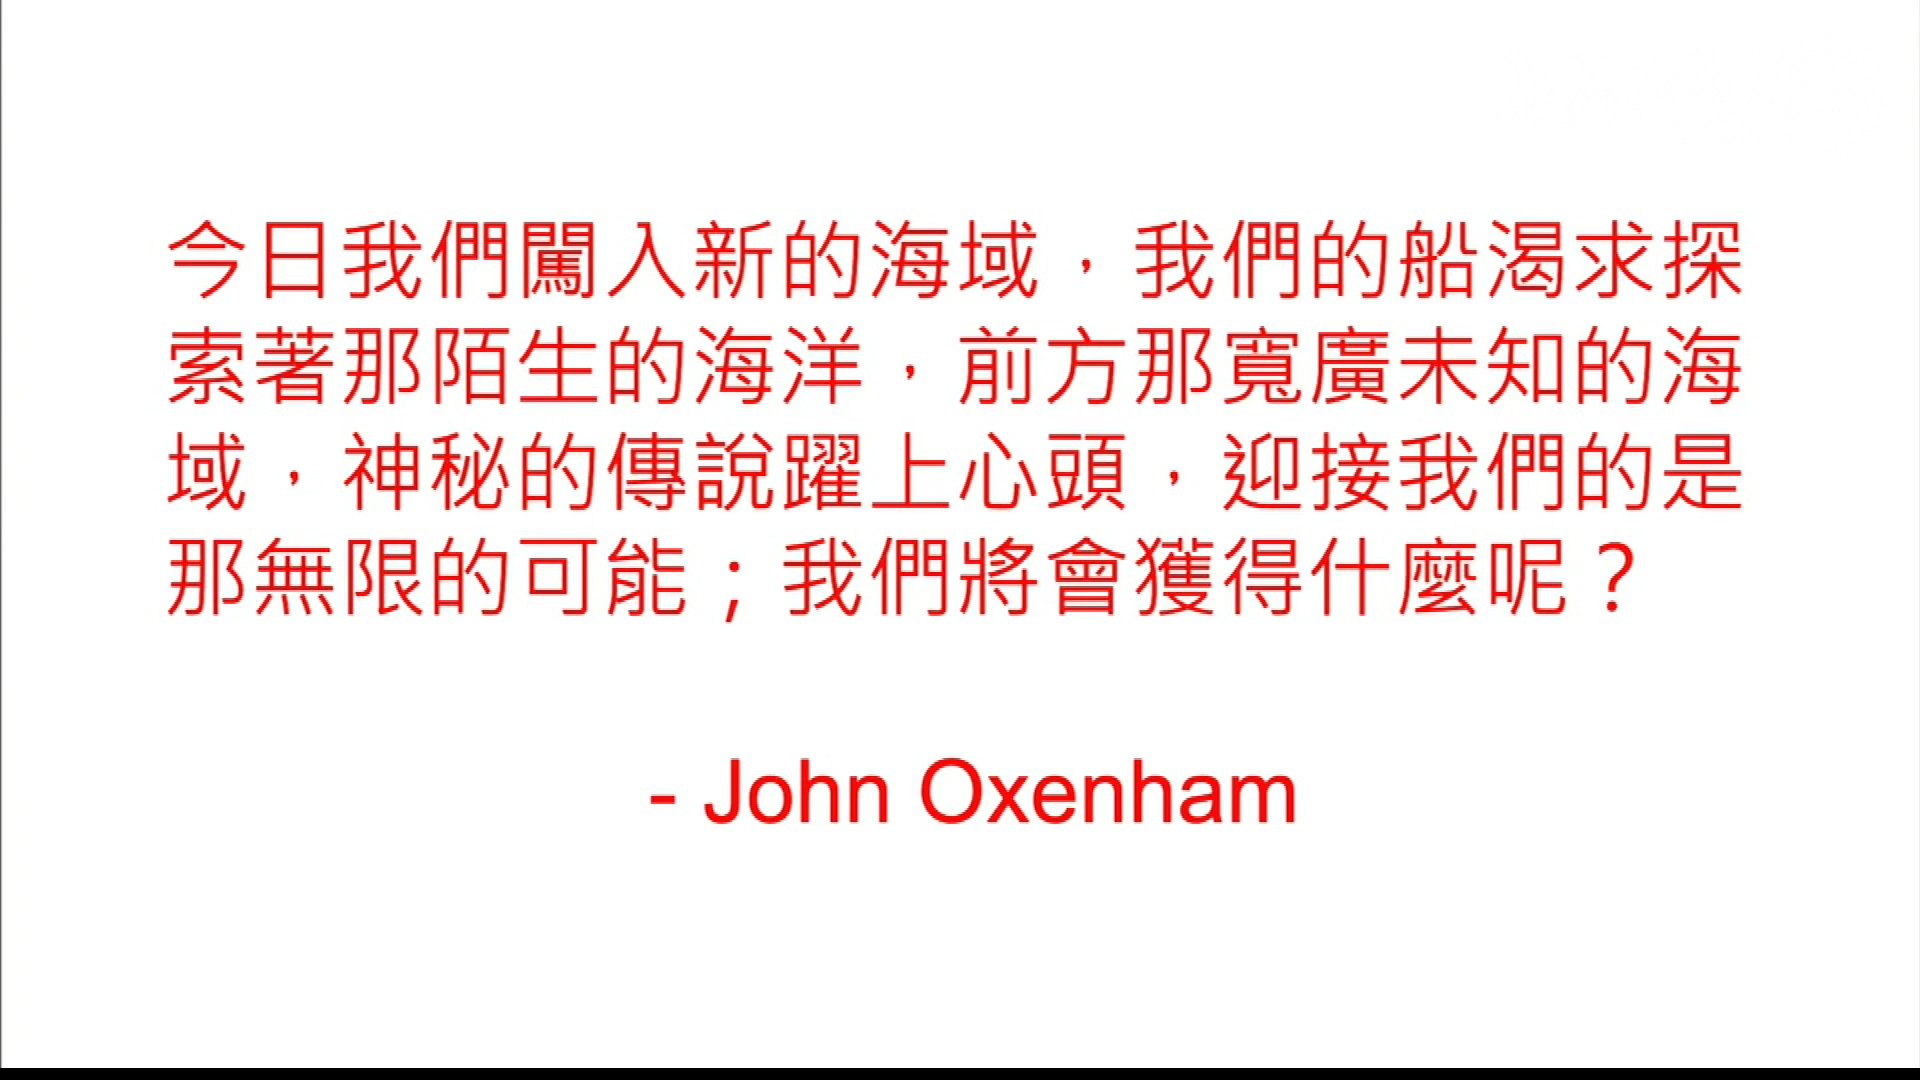 今日我們闖入新的海域，我們的船渴求探
索著那陌生的海洋，前方那寬廣未知的海
域，神秘的傳說躍上心頭，迎接我們的是
那無限的可能；我們將會獲得什麼呢？
- John Oxenham